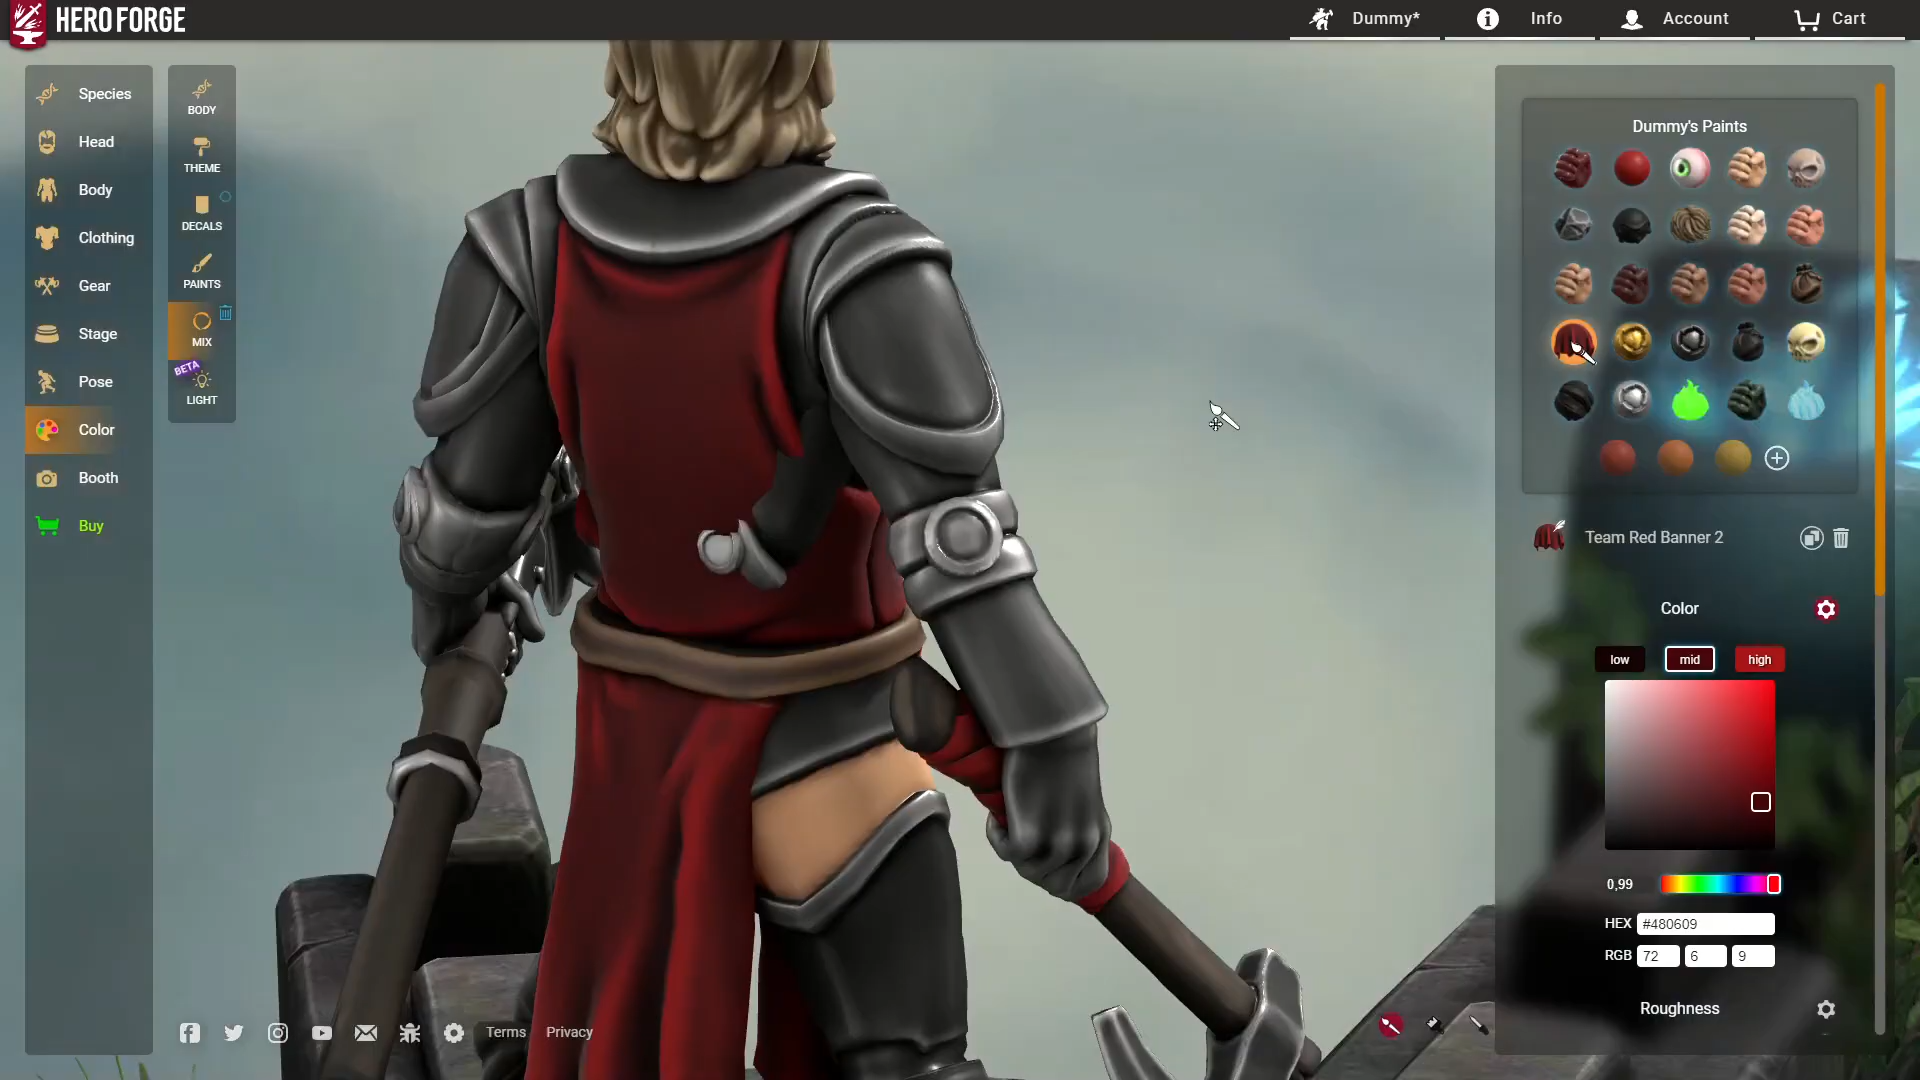 HERO FORGE
Dummy*
Info
Account
Cart
Species
Head
Body
Clothing
Gear
Stage
Pose
Color
Booth
Buy
BODY
THEME
DECALS
PAINTS
MIX
BETA
LIGHT
Dummy's Paints
Team Red Banner 2
Color
low mid high
0,99
HEX #480609
RGB 72 6 9
Roughness
Terms Privacy